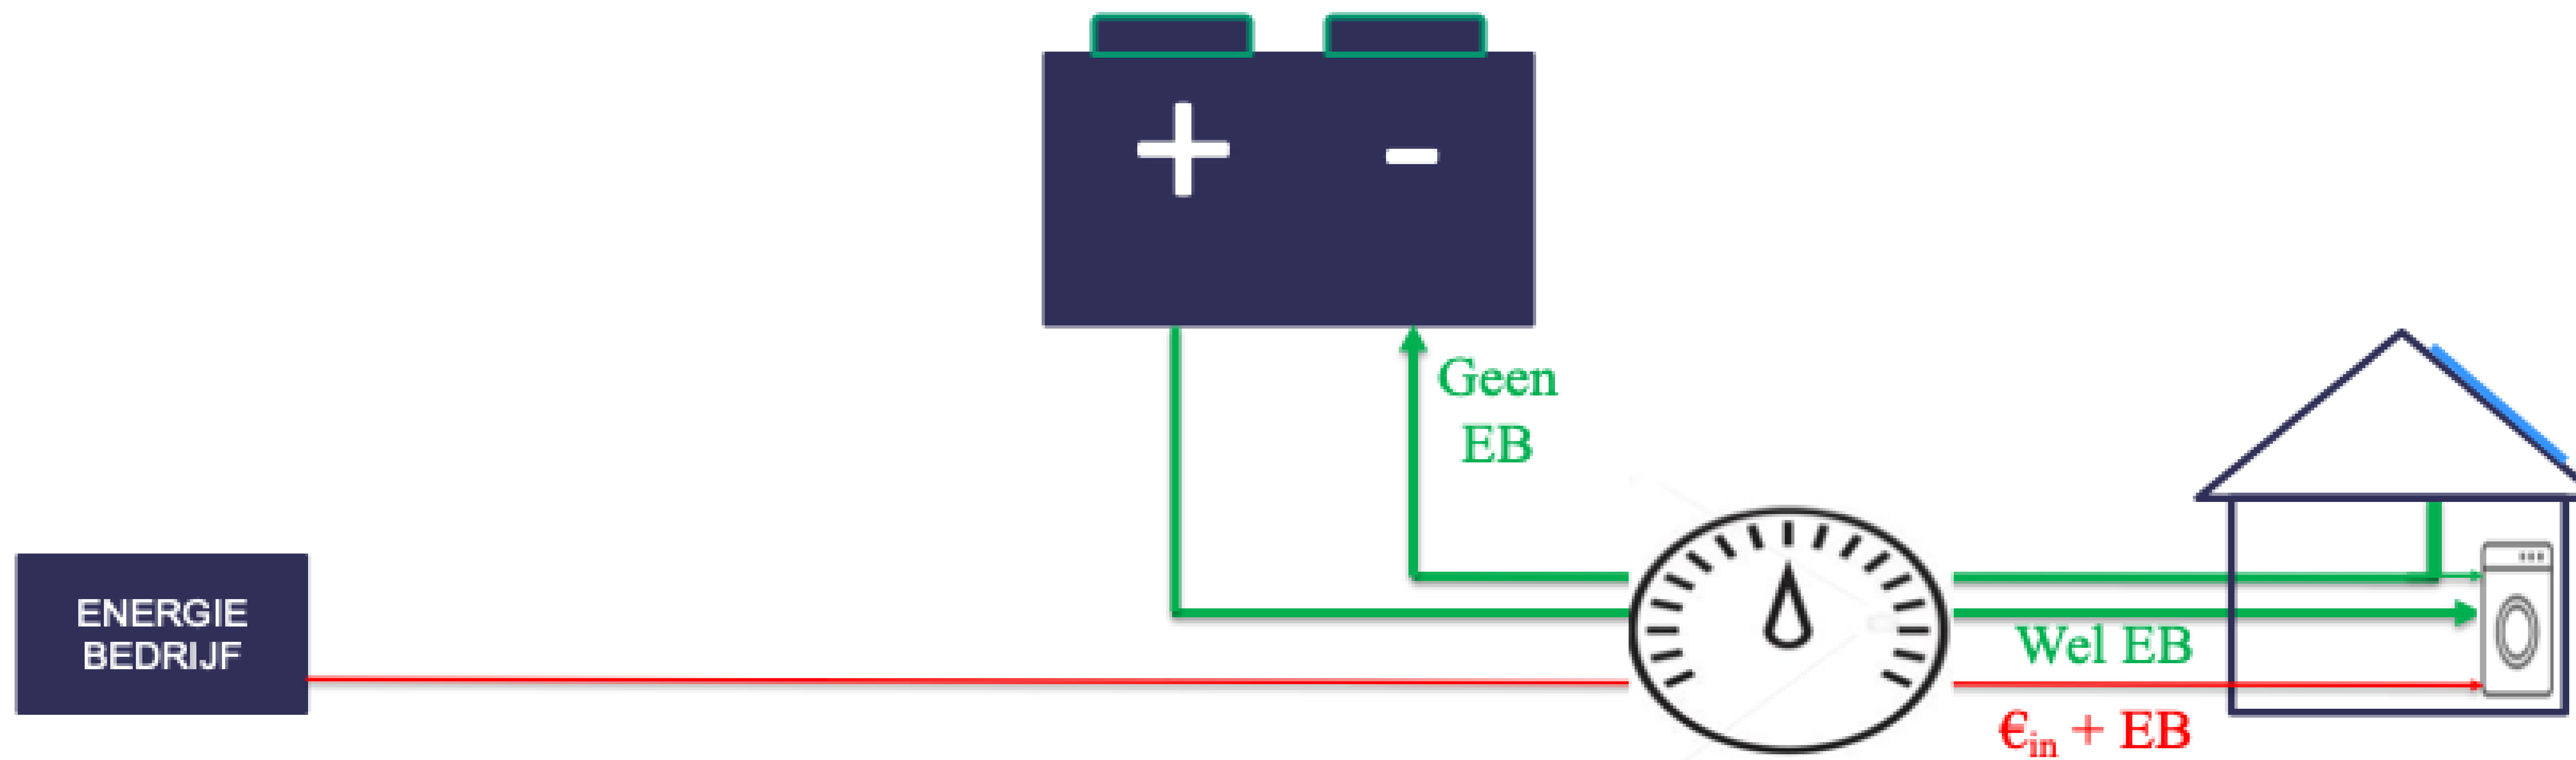 + -
Geen
EB
ENERGIE
BEDRIJF
Wel EB
€in + EB